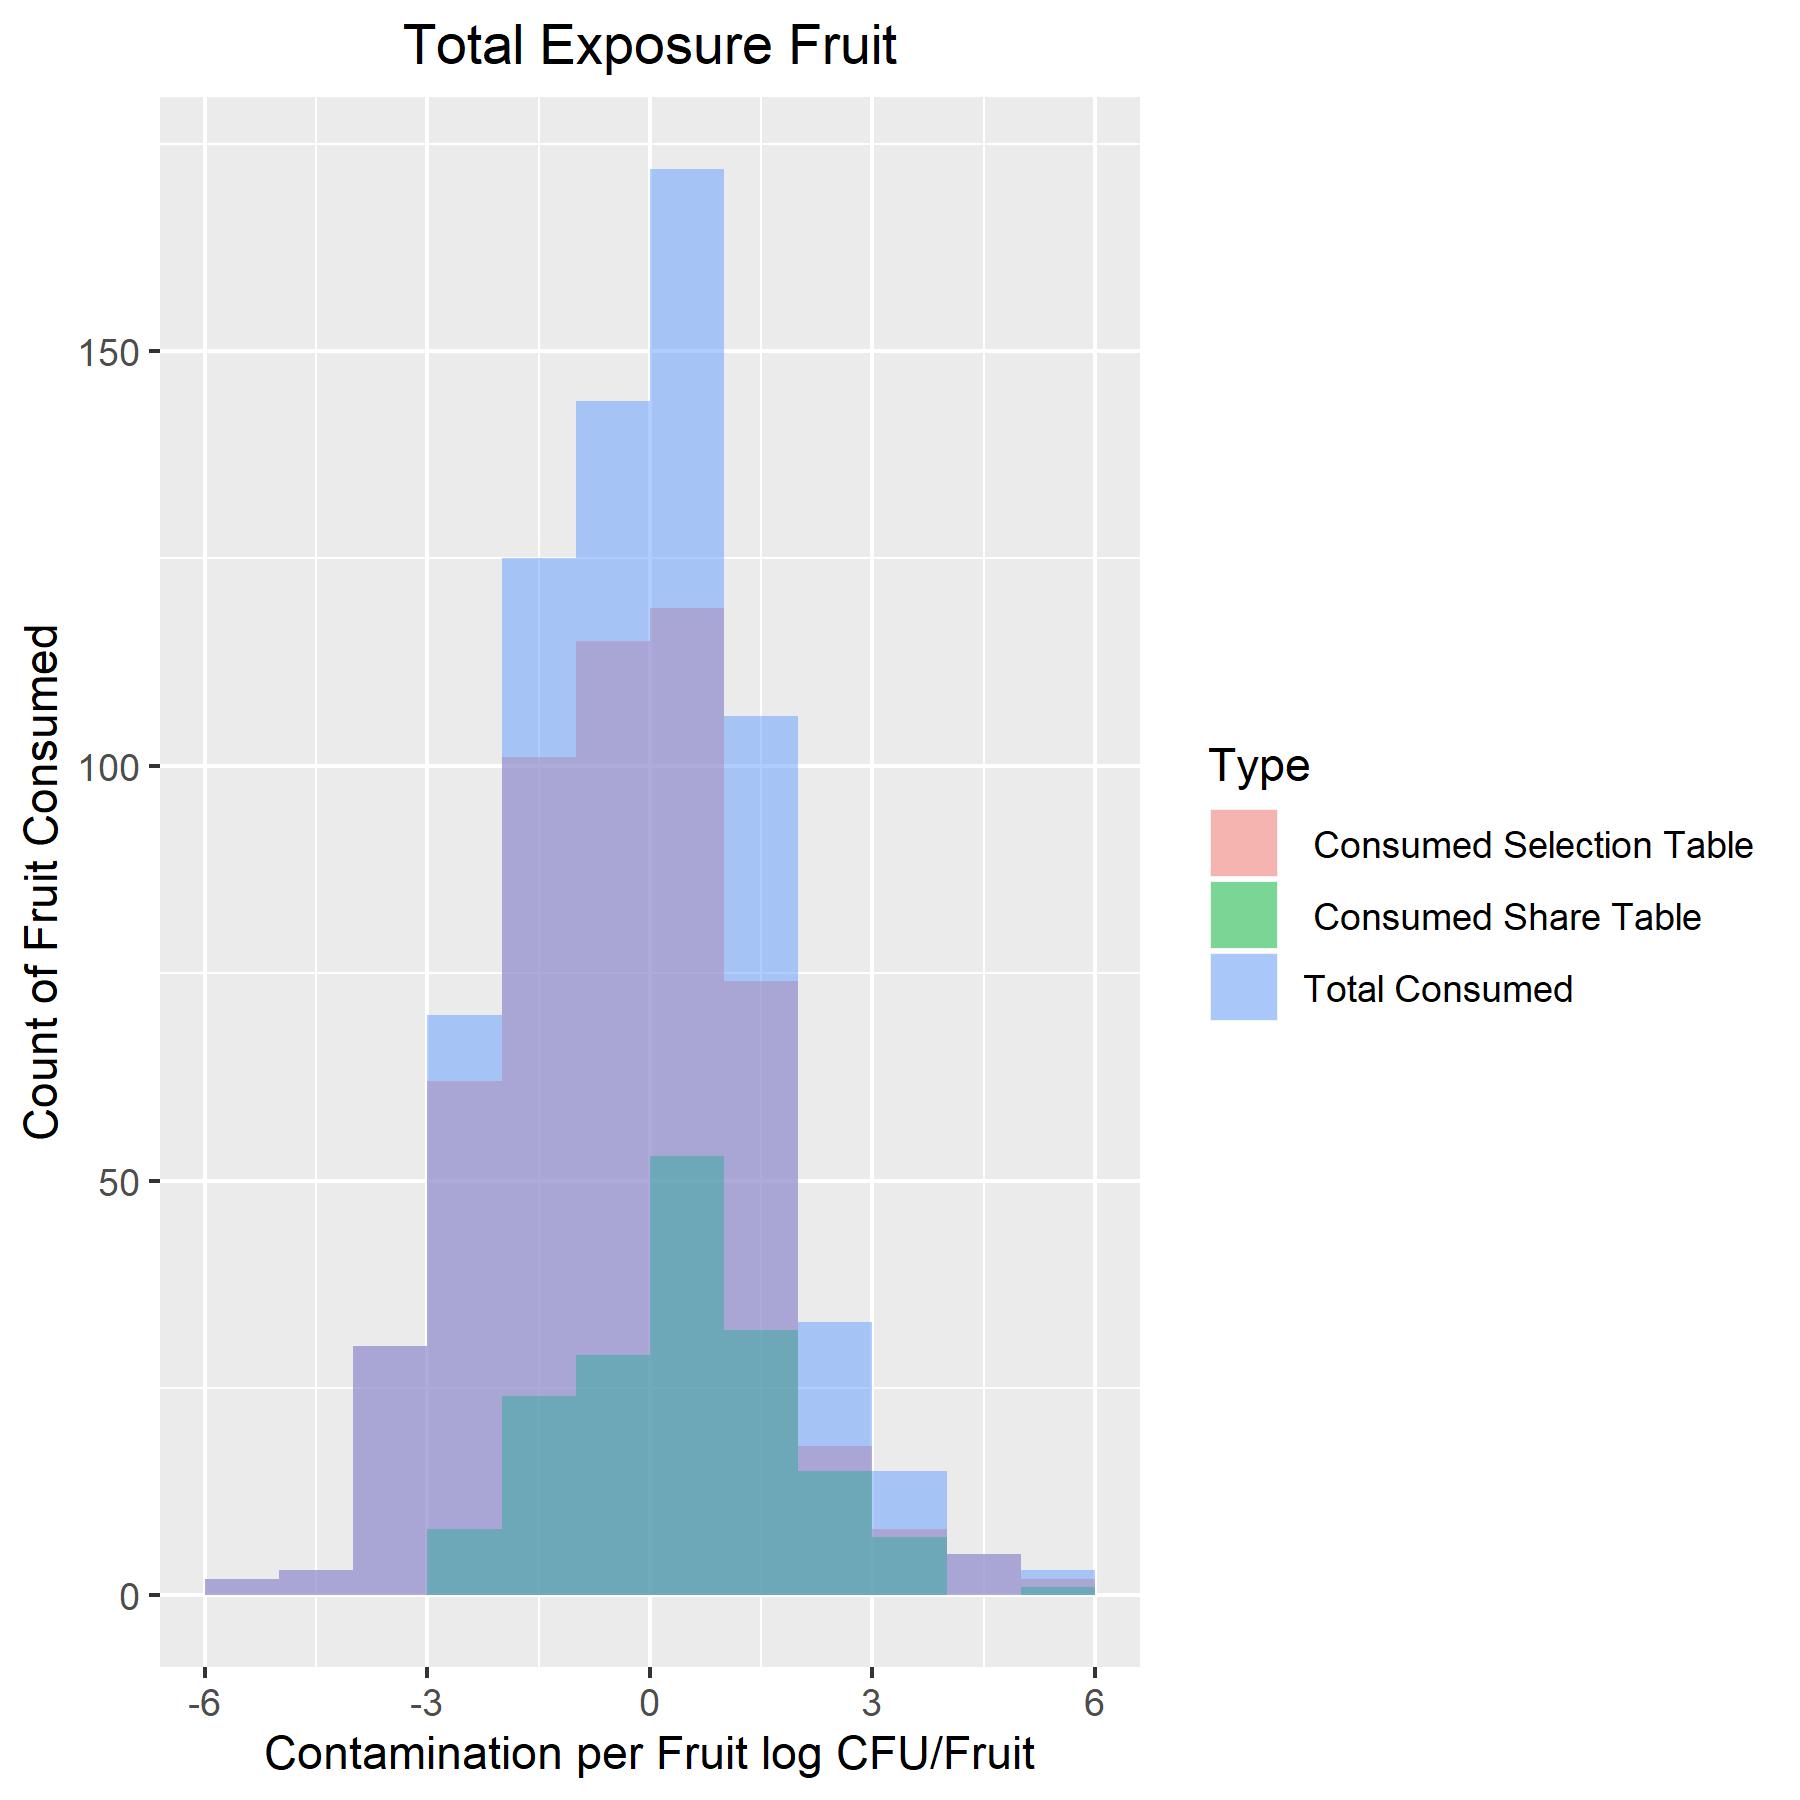 Total Exposure Fruit
Count of Fruit Consumed
150
100
50
0
-6 -3 0 3 6
Contamination per Fruit log CFU/Fruit
Type
Consumed Selection Table
Consumed Share Table
Total Consumed